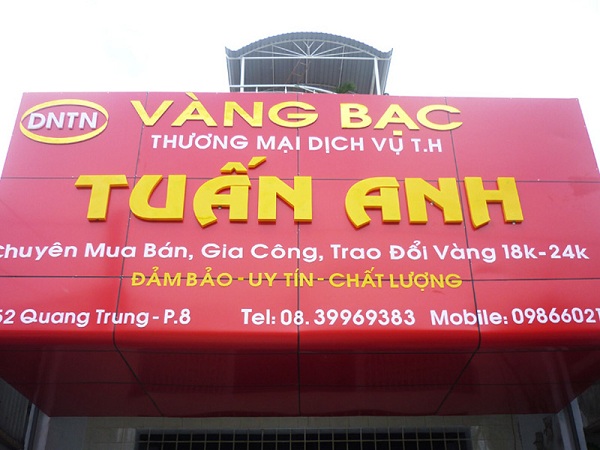 DNTN VÀNG BẠC
THƯƠNG MẠI DỊCH VỤ T.H
TUẤN ANH
Chuyên Mua Bán, Gia Công, Trao Đổi Vàng 18k-24k
ĐẢM BẢO - UY TÍN - CHẤT LƯỢNG
52 Quang Trung - P.8 Tel: 08.39969383 Mobile: